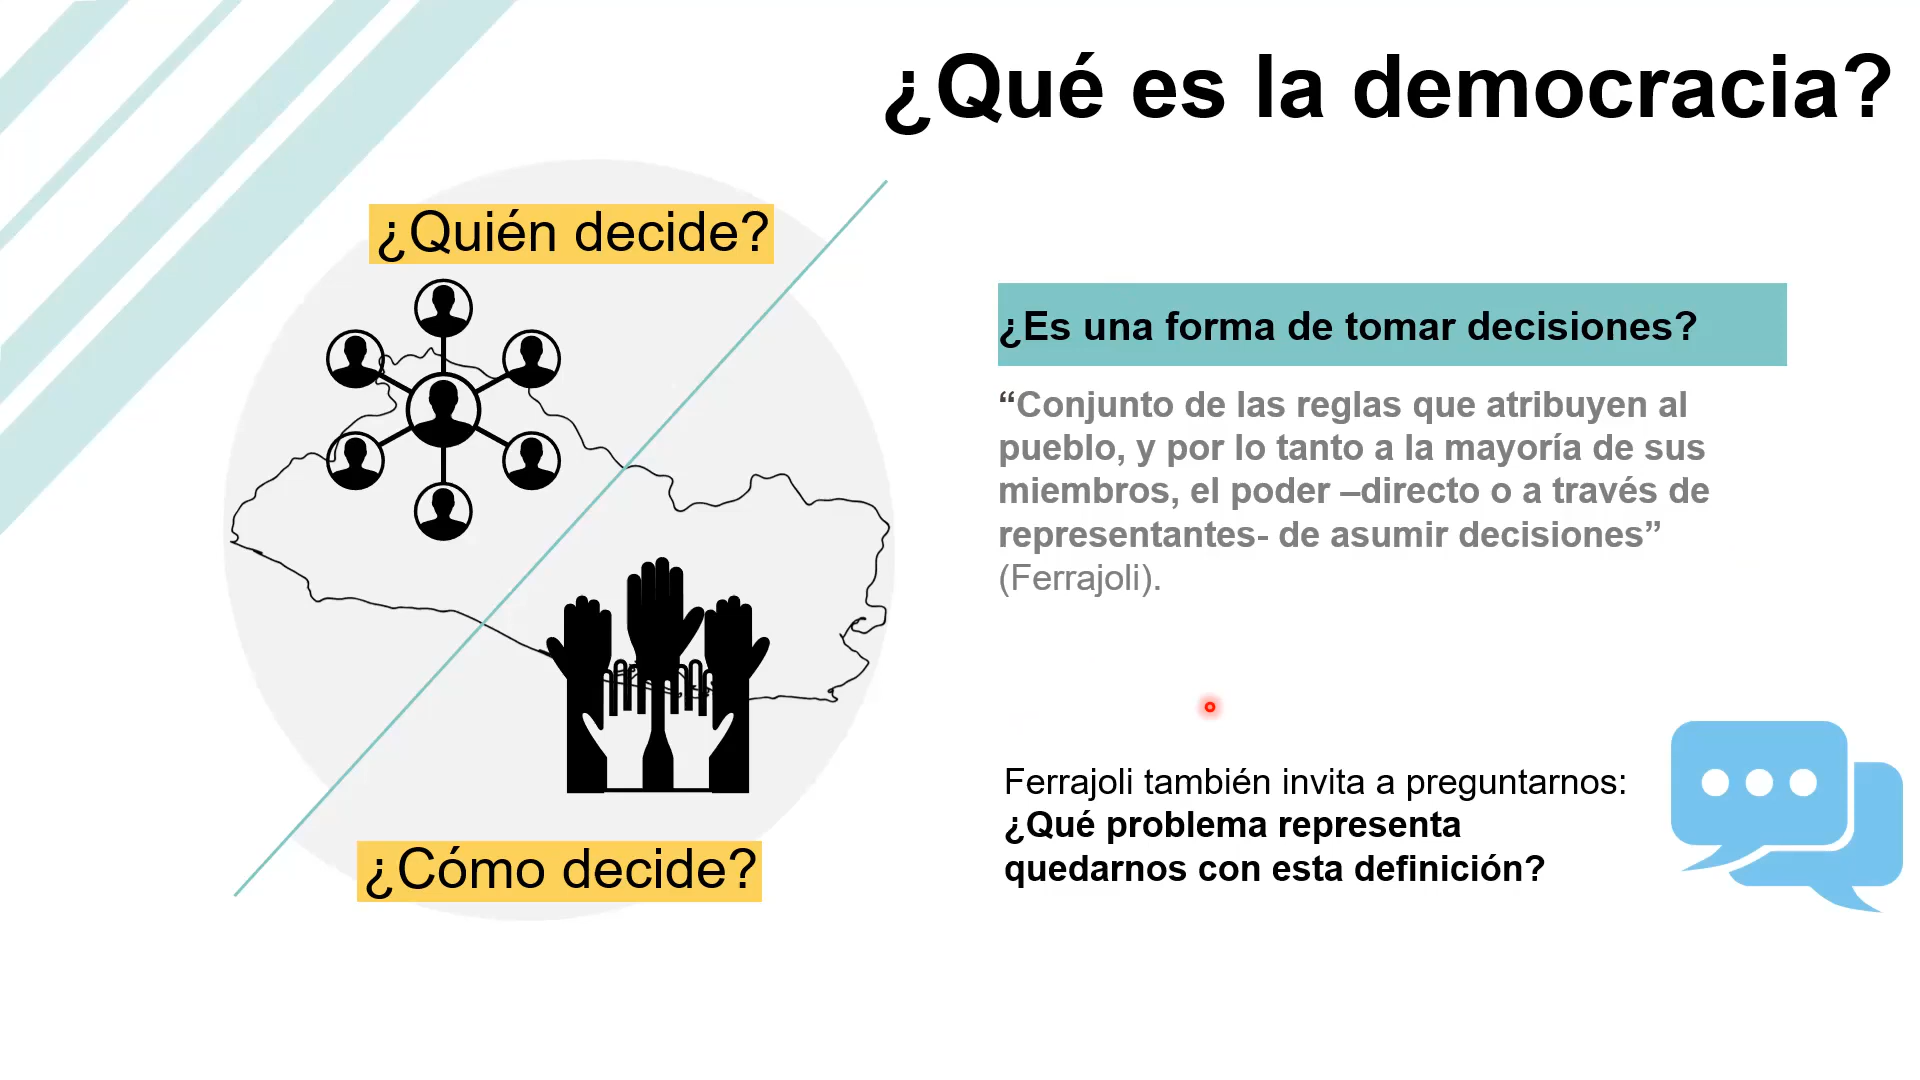 ¿Qué es la democracia?
¿Quién decide?
¿Es una forma de tomar decisiones?
“Conjunto de las reglas que atribuyen al
pueblo, y por lo tanto a la mayoría de sus
miembros, el poder –directo o a través de
representantes- de asumir decisiones”
(Ferrajoli).
Ferrajoli también invita a preguntarnos:
¿Qué problema representa
quedarnos con esta definición?
¿Cómo decide?